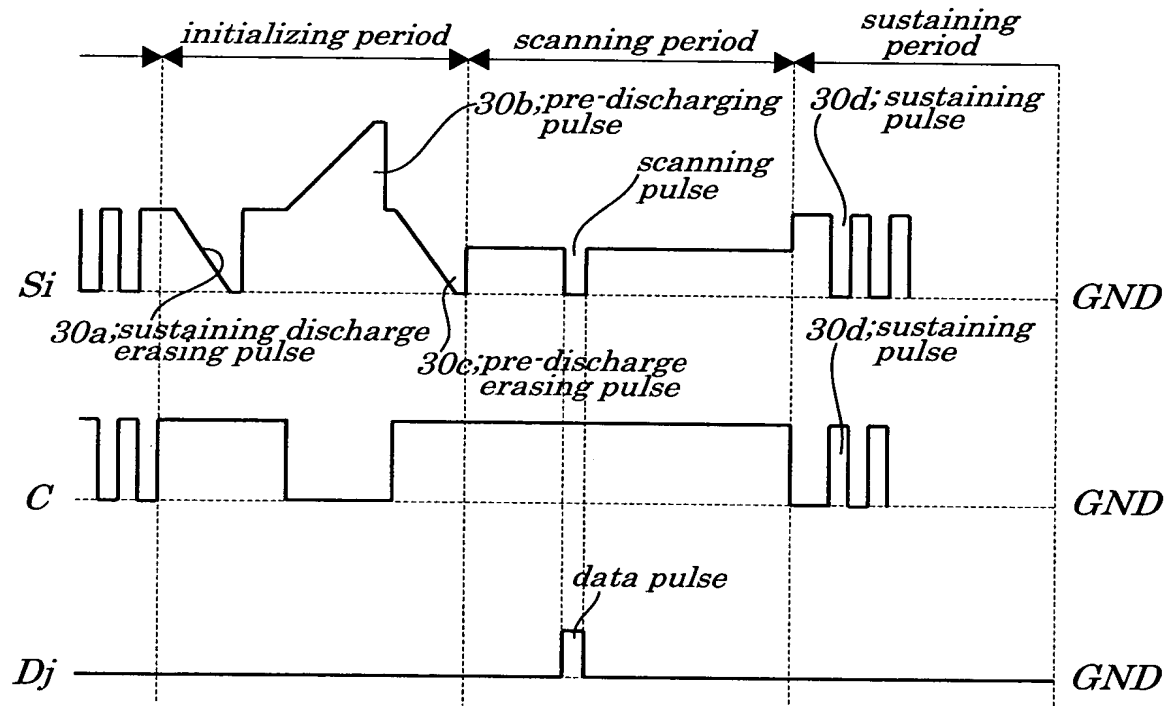 initializing period
scanning period
sustaining
period
30b;pre-discharging
pulse
30d;sustaining
pulse
scanning
pulse
Si
GND
30a;sustaining discharge
erasing pulse
30c;pre-discharge
erasing pulse
30d;sustaining
pulse
C
GND
data pulse
Dj
GND